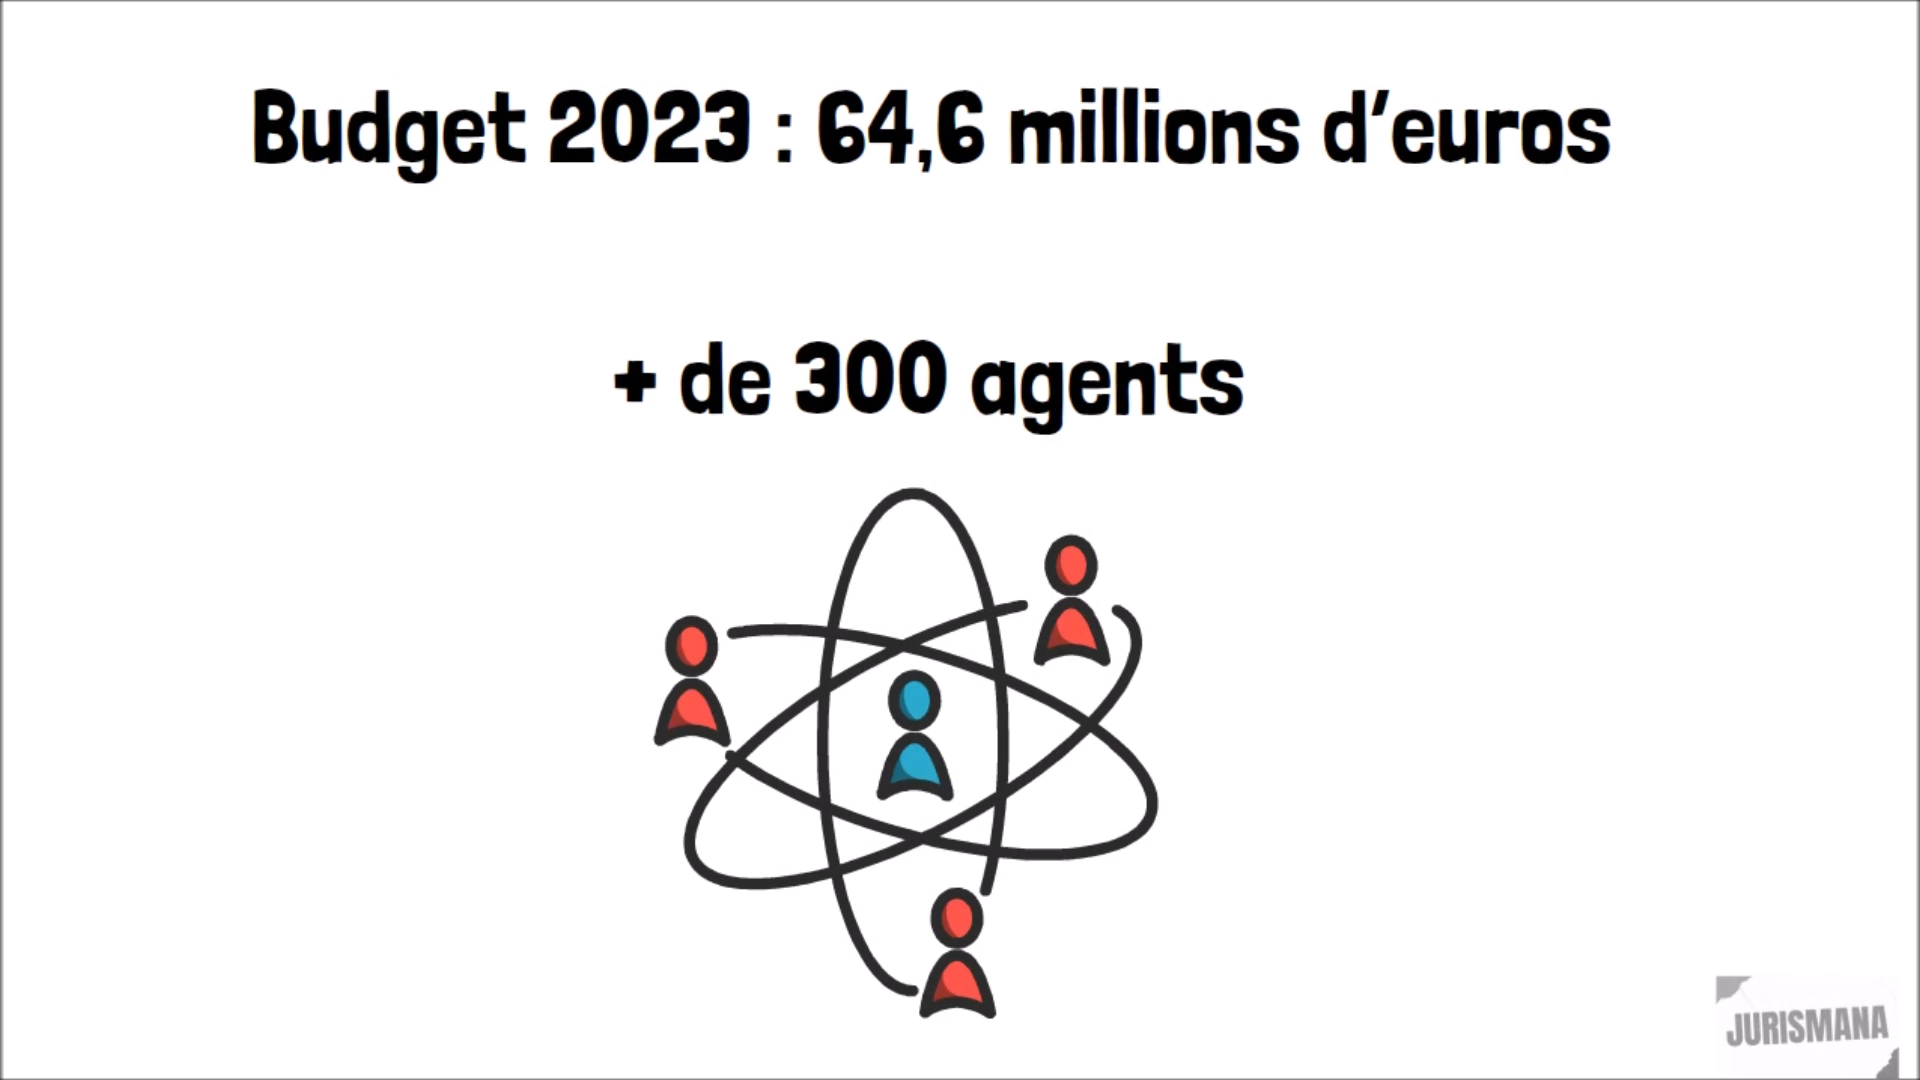 Budget 2023 : 64,6 millions d'euros
+ de 300 agents
JURISMANA